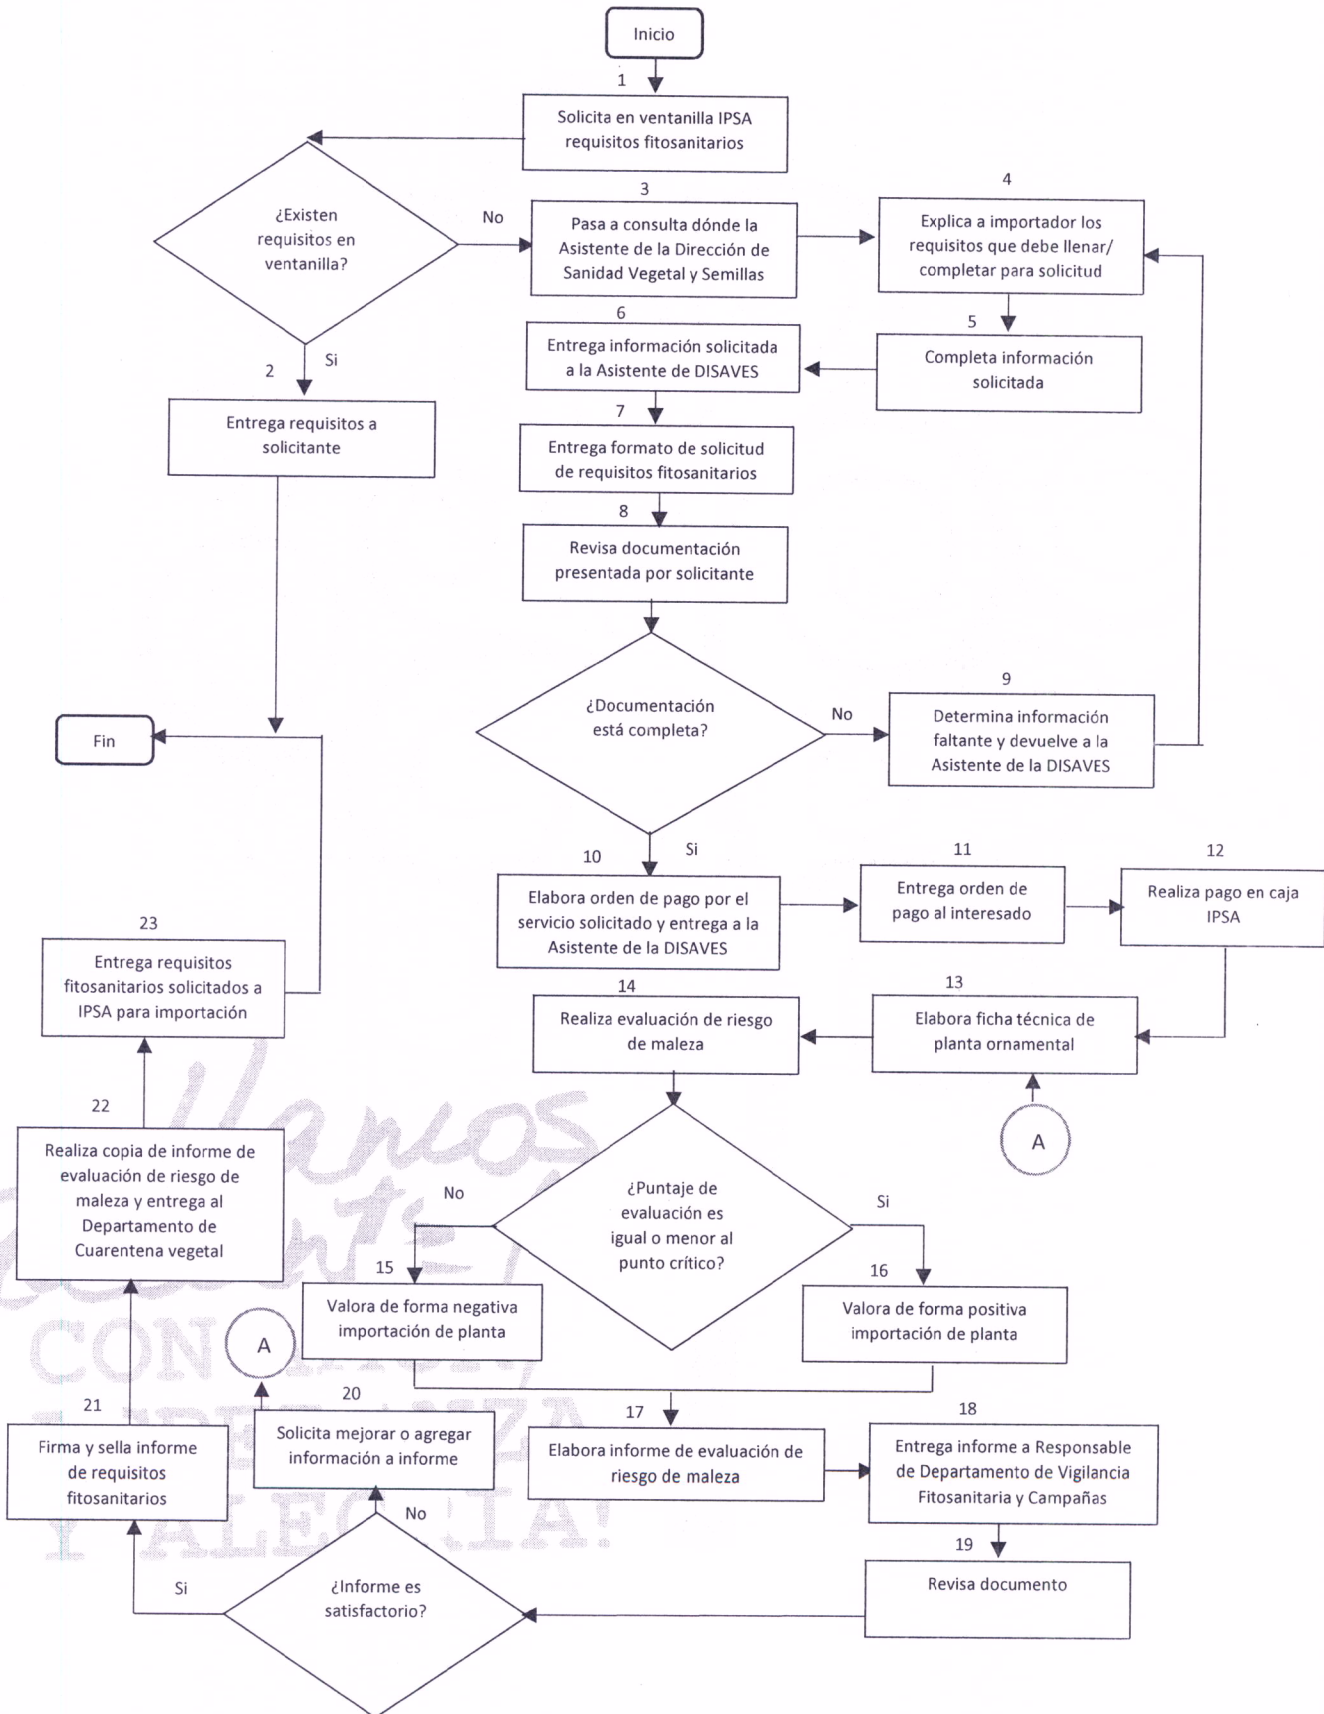 Inicio
1
Solicita en ventanilla IPSA
requisitos fitosanitarios
¿Existen
requisitos en
ventanilla?
No
3
Pasa a consulta dónde la
Asistente de la Dirección de
Sanidad Vegetal y Semillas
4
Explica a importador los
requisitos que debe llenar/
completar para solicitud
5
Completa información
solicitada
6
Entrega información solicitada
a la Asistente de DISAVES
Si
2
Entrega requisitos a
solicitante
7
Entrega formato de solicitud
de requisitos fitosanitarios
8
Revisa documentación
presentada por solicitante
¿Documentación
está completa?
No
9
Determina información
faltante y devuelve a la
Asistente de la DISAVES
Fin
Si
10
Elabora orden de pago por el
servicio solicitado y entrega a la
Asistente de la DISAVES
11
Entrega orden de
pago al interesado
12
Realiza pago en caja
IPSA
13
Elabora ficha técnica de
planta ornamental
A
14
Realiza evaluación de riesgo
de maleza
¿Puntaje de
evaluación es
igual o menor al
punto crítico?
No
Si
15
Valora de forma negativa
importación de planta
16
Valora de forma positiva
importación de planta
17
Elabora informe de evaluación de
riesgo de maleza
18
Entrega informe a Responsable
de Departamento de Vigilancia
Fitosanitaria y Campañas
19
Revisa documento
¿Informe es
satisfactorio?
No
20
Solicita mejorar o agregar
información a informe
A
Si
21
Firma y sella informe
de requisitos
fitosanitarios
22
Realiza copia de informe de
evaluación de riesgo de
maleza y entrega al
Departamento de
Cuarentena vegetal
23
Entrega requisitos
fitosanitarios solicitados a
IPSA para importación
CON